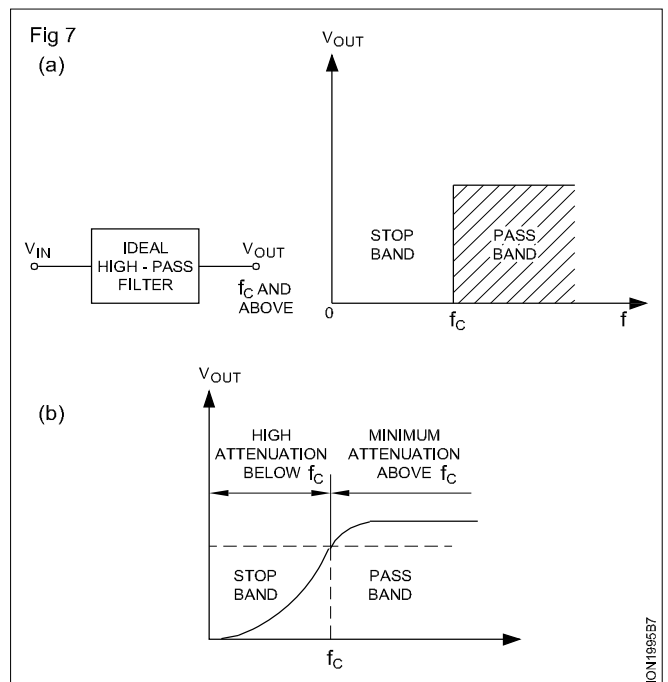 Fig 7
(a)
VOUT
VIN
IDEAL
HIGH - PASS
FILTER
VOUT
fC AND
ABOVE
STOP
BAND
PASS
BAND
0
fC
f
(b)
VOUT
HIGH
ATTENUATION
BELOW fC
MINIMUM
ATTENUATION
ABOVE fC
STOP
BAND
PASS
BAND
fC
ION1995B7